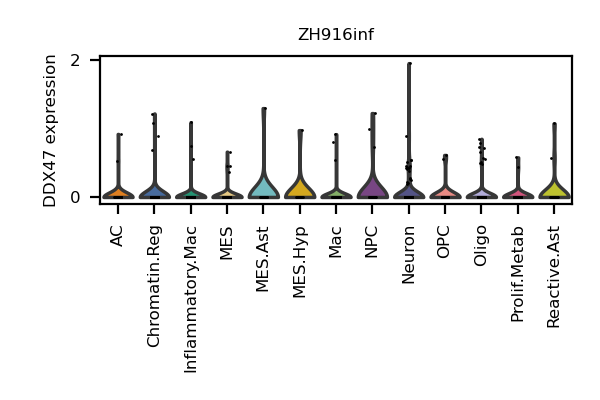 ZH916inf
DDX47 expression
2
0
AC
Chromatin.Reg
Inflammatory.Mac
MES
MES.Ast
MES.Hyp
Mac
NPC
Neuron
OPC
Oligo
Prolif.Metab
Reactive.Ast